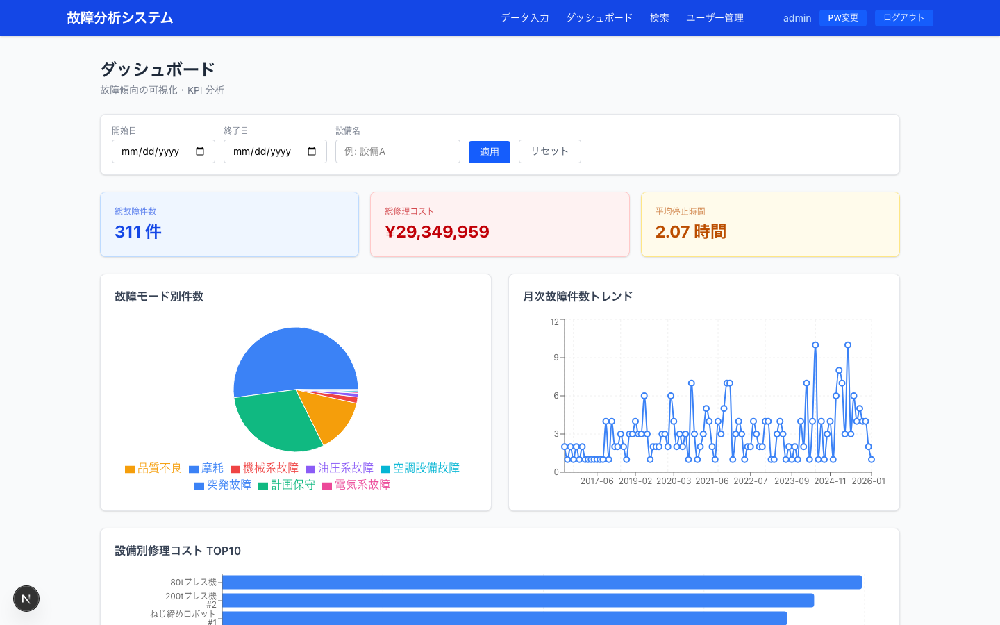 故障分析システム
データ入力 ダッシュボード 検索 ユーザー管理 admin PW変更 ログアウト
ダッシュボード
故障傾向の可視化・KPI 分析
開始日 終了日 設備名
mm/dd/yyyy mm/dd/yyyy 例: 設備A 適用 リセット
総故障件数
311 件
総修理コスト
¥29,349,959
平均停止時間
2.07 時間
故障モード別件数
品質不良 摩耗 機械系故障 油圧系故障 空調設備故障
突発故障 計画保守 電気系故障
月次故障件数トレンド
12
9
6
3
0
2017-06 2019-02 2020-03 2021-06 2022-07 2023-09 2024-11 2026-01
設備別修理コスト TOP10
80tプレス機
200tプレス機
#2
ねじ締めロボット
#1
N